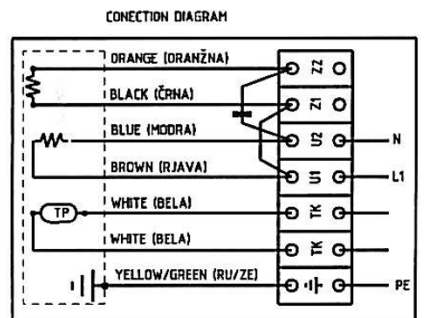 CONECTION DIAGRAM
ORANGE (ORANŽNA)
Z2
BLACK (ČRNA)
Z1
BLUE (MODRA)
U2
N
BROWN (RJAVA)
U1
L1
WHITE (BELA)
TP
TK
WHITE (BELA)
TK
YELLOW/GREEN (RU/ZE)
PE